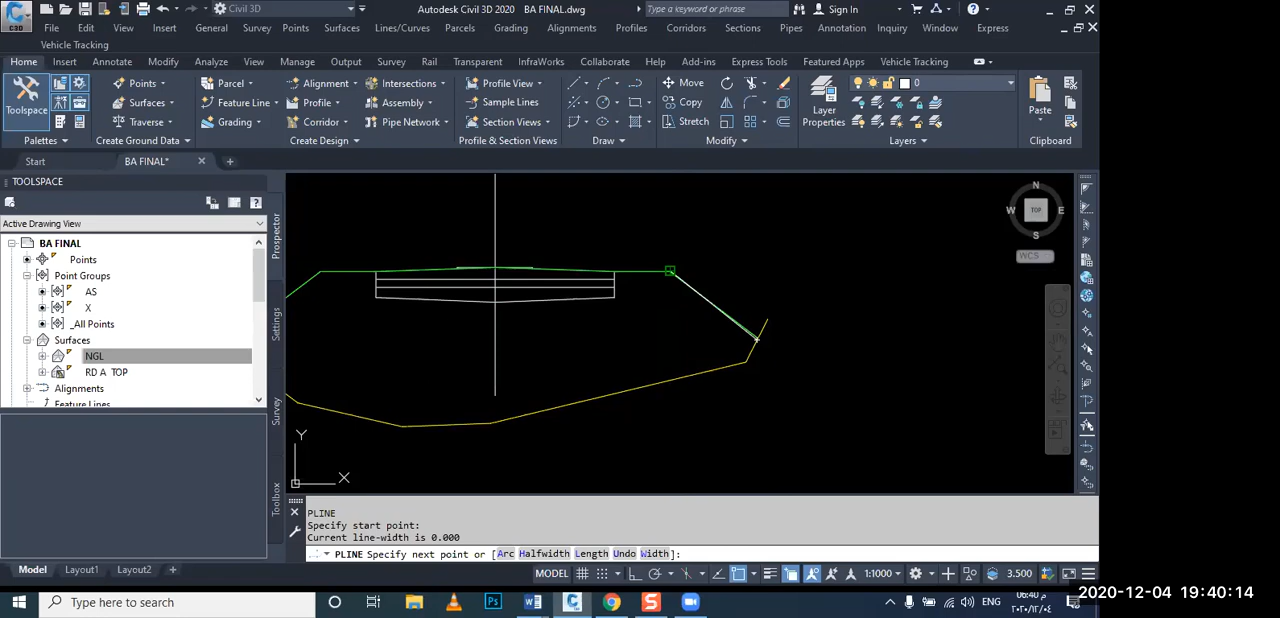 Civil 3D
Autodesk Civil 3D 2020 BA FINAL.dwg
Type a keyword or phrase
Sign In
C3D
File Edit View Insert General Survey Points Surfaces Lines/Curves Parcels Grading Alignments Profiles Corridors Sections Pipes Annotation Inquiry Window Express
Vehicle Tracking
Home Insert Annotate Modify Analyze View Manage Output Survey Rail Transparent InfraWorks Collaborate Help Add-ins Express Tools Featured Apps Vehicle Tracking
Points Parcel Alignment Intersections Profile View Move
Surfaces Feature Line Profile Assembly Sample Lines Copy
Traverse Grading Corridor Pipe Network Section Views Stretch
Toolspace
Layer Properties
0
Paste
Palettes Create Ground Data Create Design Profile & Section Views Draw Modify Layers Clipboard
Start BA FINAL*
TOOLSPACE
Active Drawing View
BA FINAL
Points
Point Groups
AS
X
_All Points
Surfaces
NGL
RD A TOP
Alignments
Feature Lines
Prospector
Settings
Survey
Toolbox
N
W TOP E
S
WCS
Y
X
PLINE
Specify start point:
Current line-width is 0.000
PLINE Specify next point or [Arc Halfwidth Length Undo Width]:
Model Layout1 Layout2
MODEL 1:1000 3.500
Type here to search
ENG
06:40 م
٢٠٢٠/١٢/٠٤
2020-12-04 19:40:14